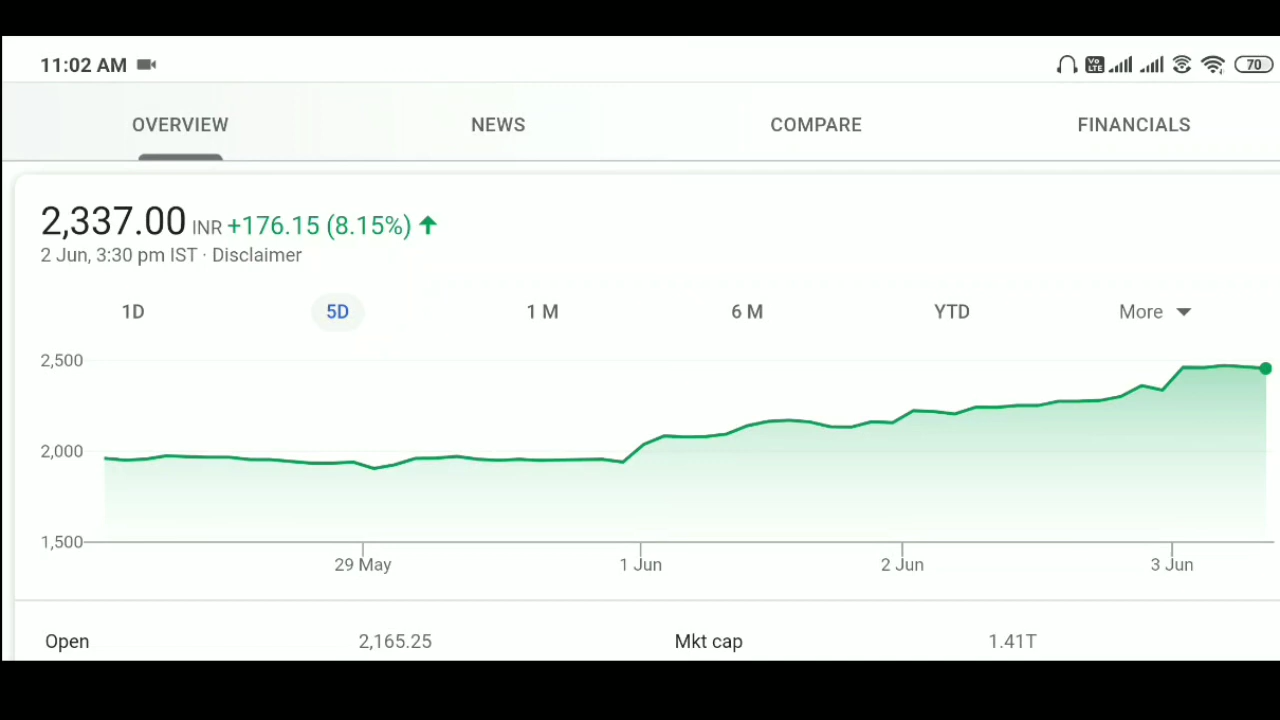 11:02 AM
Vo LTE
70
OVERVIEW NEWS COMPARE FINANCIALS
2,337.00 INR +176.15 (8.15%)
2 Jun, 3:30 pm IST · Disclaimer
1D 5D 1 M 6 M YTD More
2,500
2,000
1,500
29 May 1 Jun 2 Jun 3 Jun
Open 2,165.25 Mkt cap 1.41T